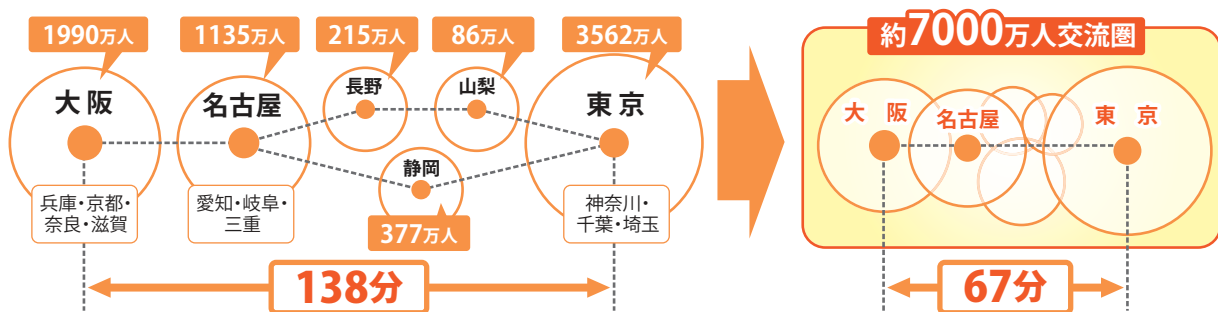 1990万人
1135万人
215万人
86万人
3562万人
大阪
名古屋
長野
山梨
東京
静岡
兵庫・京都・
奈良・滋賀
愛知・岐阜・
三重
神奈川・
千葉・埼玉
377万人
138分
約7000万人交流圏
大 阪
名古屋
東 京
67分